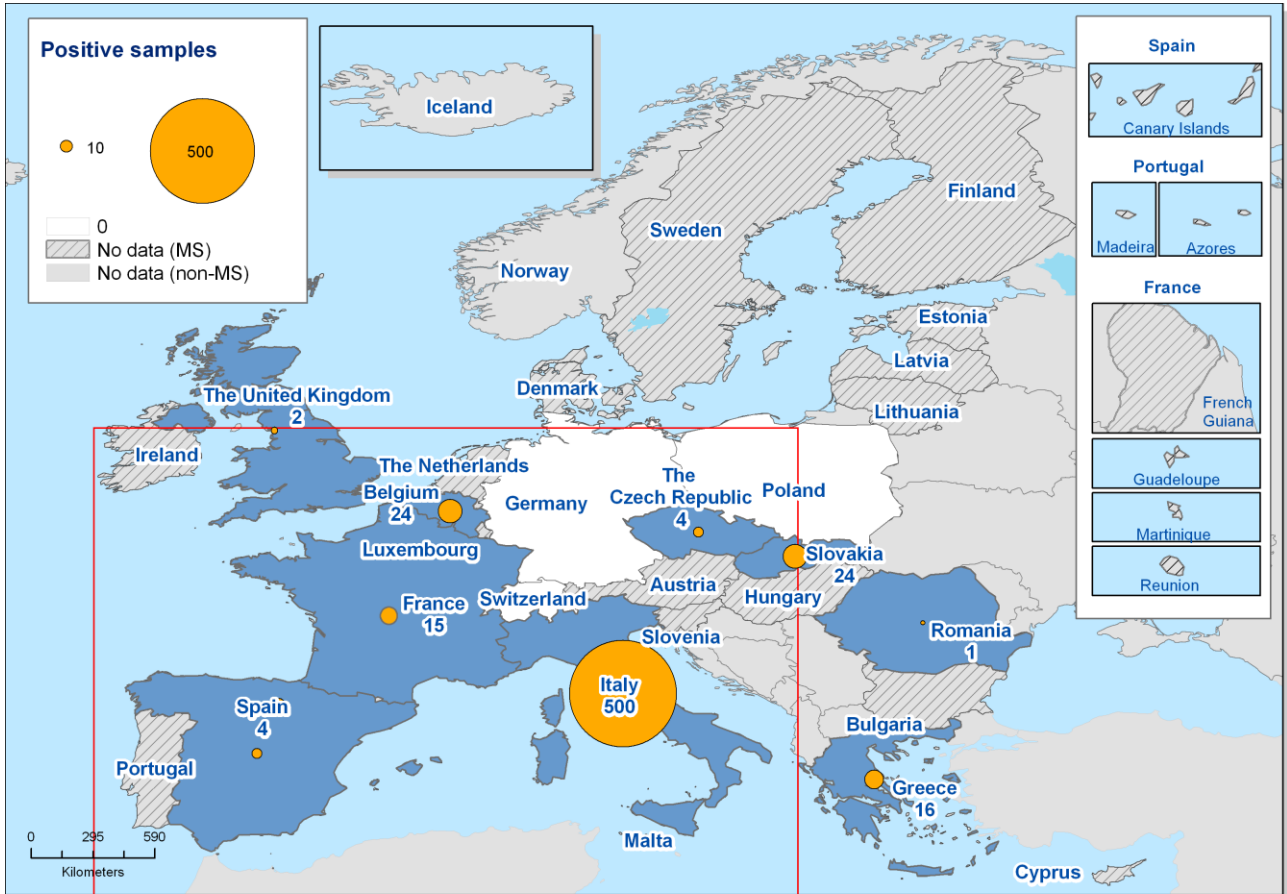 Positive samples
10
500
0
No data (MS)
No data (non-MS)
Iceland
Spain
Canary Islands
Portugal
Madeira
Azores
France
French
Guiana
Guadeloupe
Martinique
Reunion
Finland
Sweden
Norway
Estonia
Latvia
Lithuania
Denmark
The United Kingdom
2
Ireland
The Netherlands
Belgium
24
Germany
The
Czech Republic
4
Poland
Luxembourg
Slovakia
24
Austria
Hungary
Switzerland
France
15
Slovenia
Romania
1
Italy
500
Spain
4
Bulgaria
Portugal
Greece
16
Malta
Cyprus
0 295 590
Kilometers